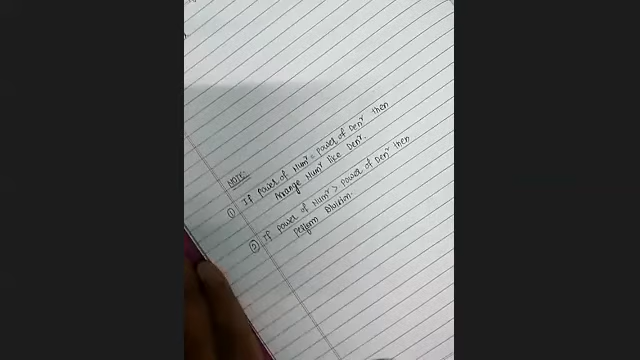 Note:
① If power of Numʳ = power of Denʳ then
Arrange Numʳ like Denʳ.
② If power of Numʳ > power of Denʳ then
perform Division.